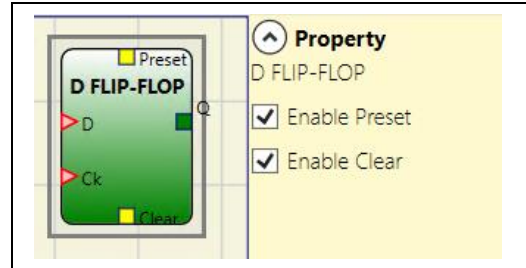 Preset
D FLIP-FLOP
D
Q
Ck
Clear
Property
D FLIP-FLOP
Enable Preset
Enable Clear